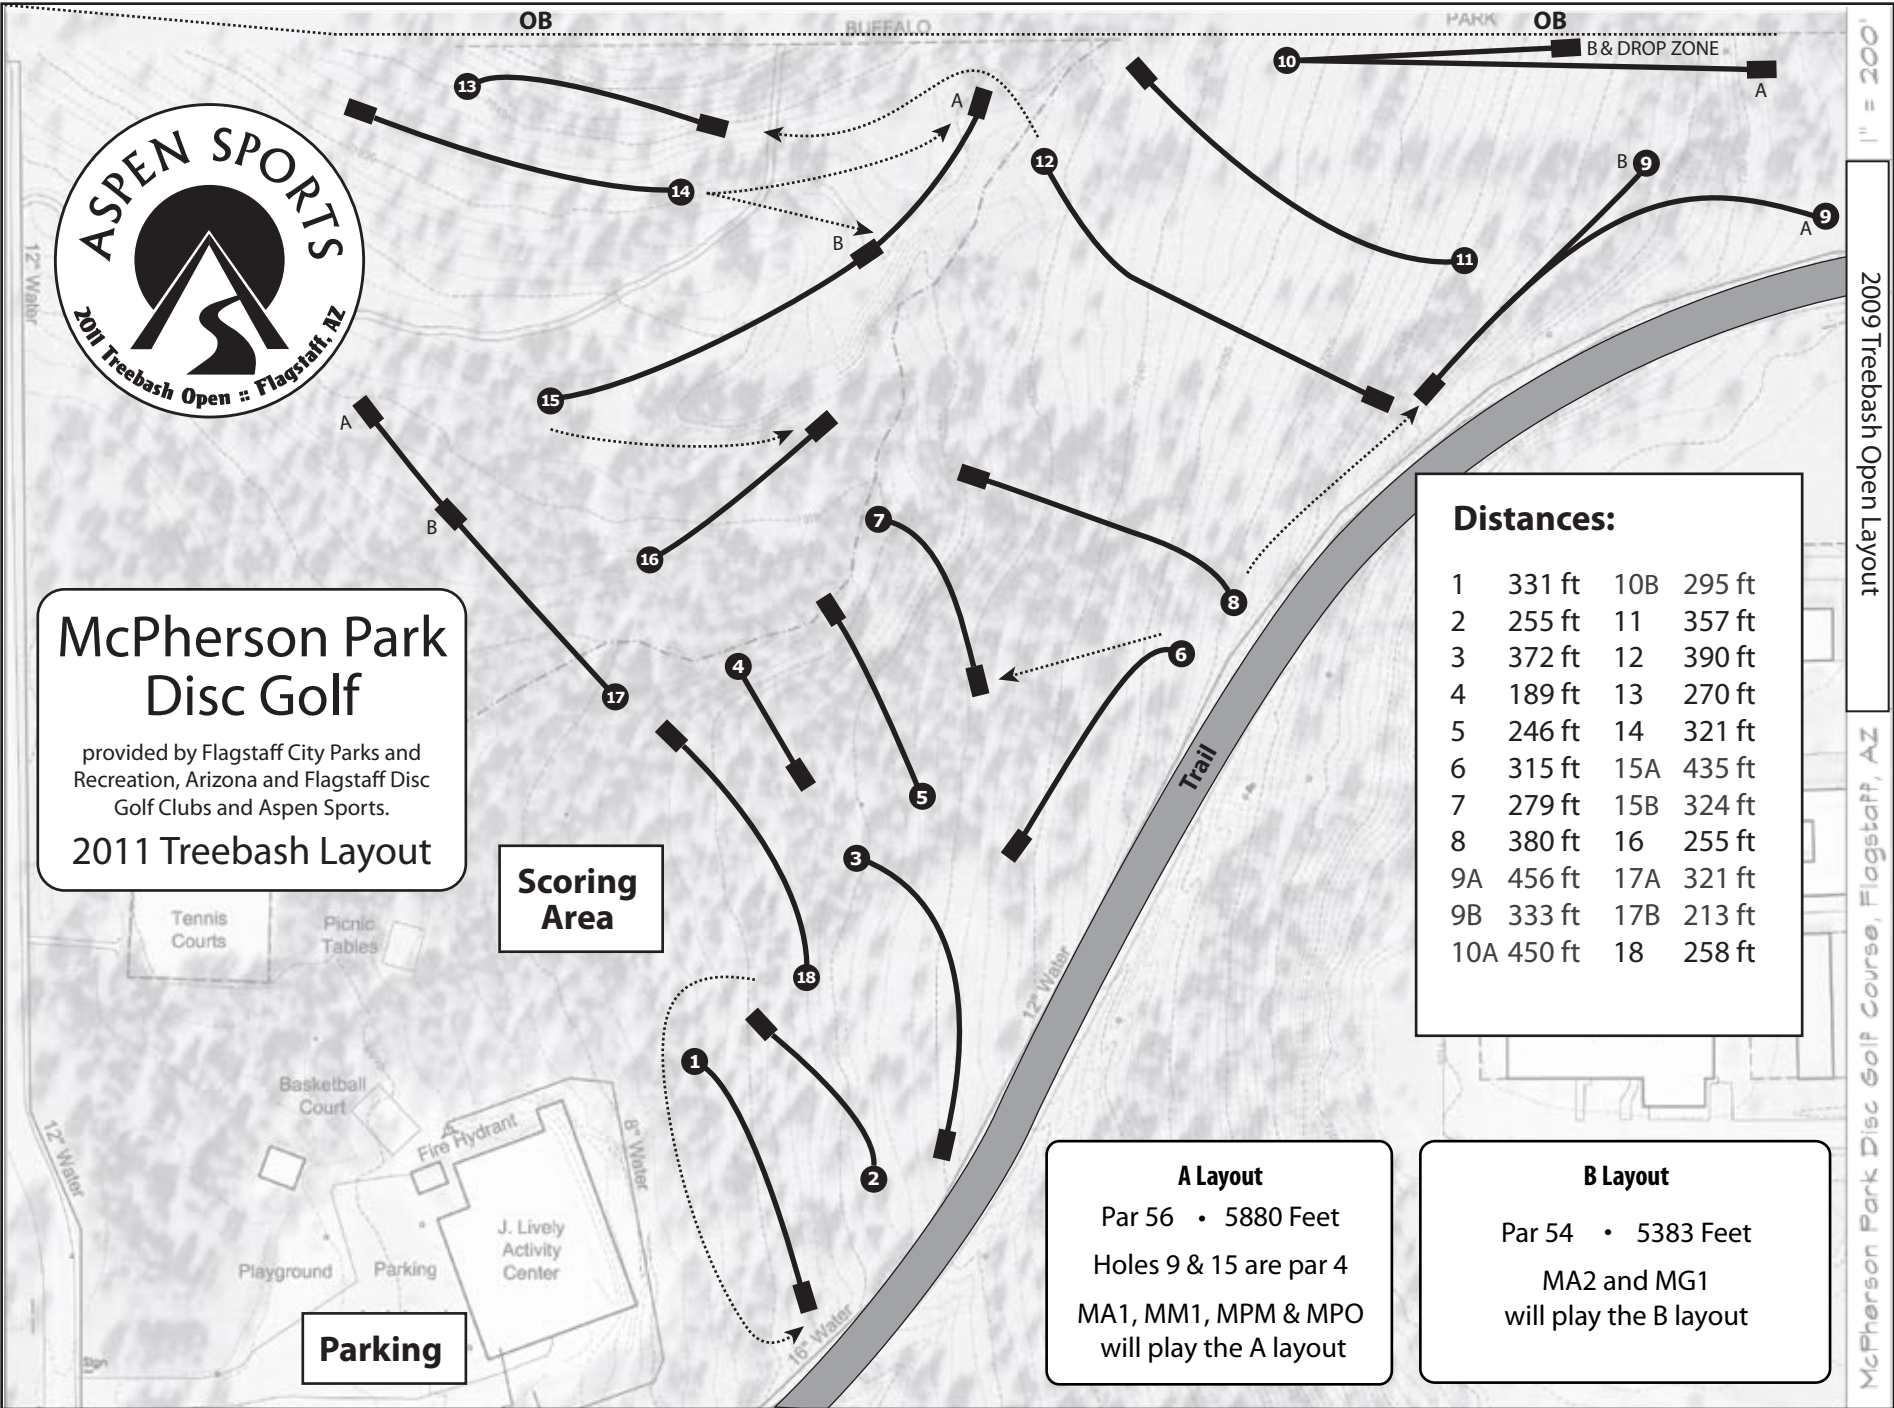 OB
BUFFALO
PARK
OB
1" = 200'
13
10
B & DROP ZONE
A
A
12
B 9
9
A
14
B
11
ASPEN SPORTS
2011 Treebash Open :: Flagstaff, AZ
12" Water
15
A
B
16
7
8
6
4
17
5
3
18
1
2
2009 Treebash Open Layout
McPherson Park Disc Golf Course, Flagstaff, AZ
McPherson Park
Disc Golf
provided by Flagstaff City Parks and
Recreation, Arizona and Flagstaff Disc
Golf Clubs and Aspen Sports.
2011 Treebash Layout
Distances:
1 331 ft 10B 295 ft
2 255 ft 11 357 ft
3 372 ft 12 390 ft
4 189 ft 13 270 ft
5 246 ft 14 321 ft
6 315 ft 15A 435 ft
7 279 ft 15B 324 ft
8 380 ft 16 255 ft
9A 456 ft 17A 321 ft
9B 333 ft 17B 213 ft
10A 450 ft 18 258 ft
Trail
Scoring
Area
Tennis
Courts
Picnic
Tables
12" Water
Basketball
Court
Fire Hydrant
8" Water
12" Water
J. Lively
Activity
Center
Playground
Parking
16" Water
Sign
Parking
A Layout
Par 56 • 5880 Feet
Holes 9 & 15 are par 4
MA1, MM1, MPM & MPO
will play the A layout
B Layout
Par 54 • 5383 Feet
MA2 and MG1
will play the B layout